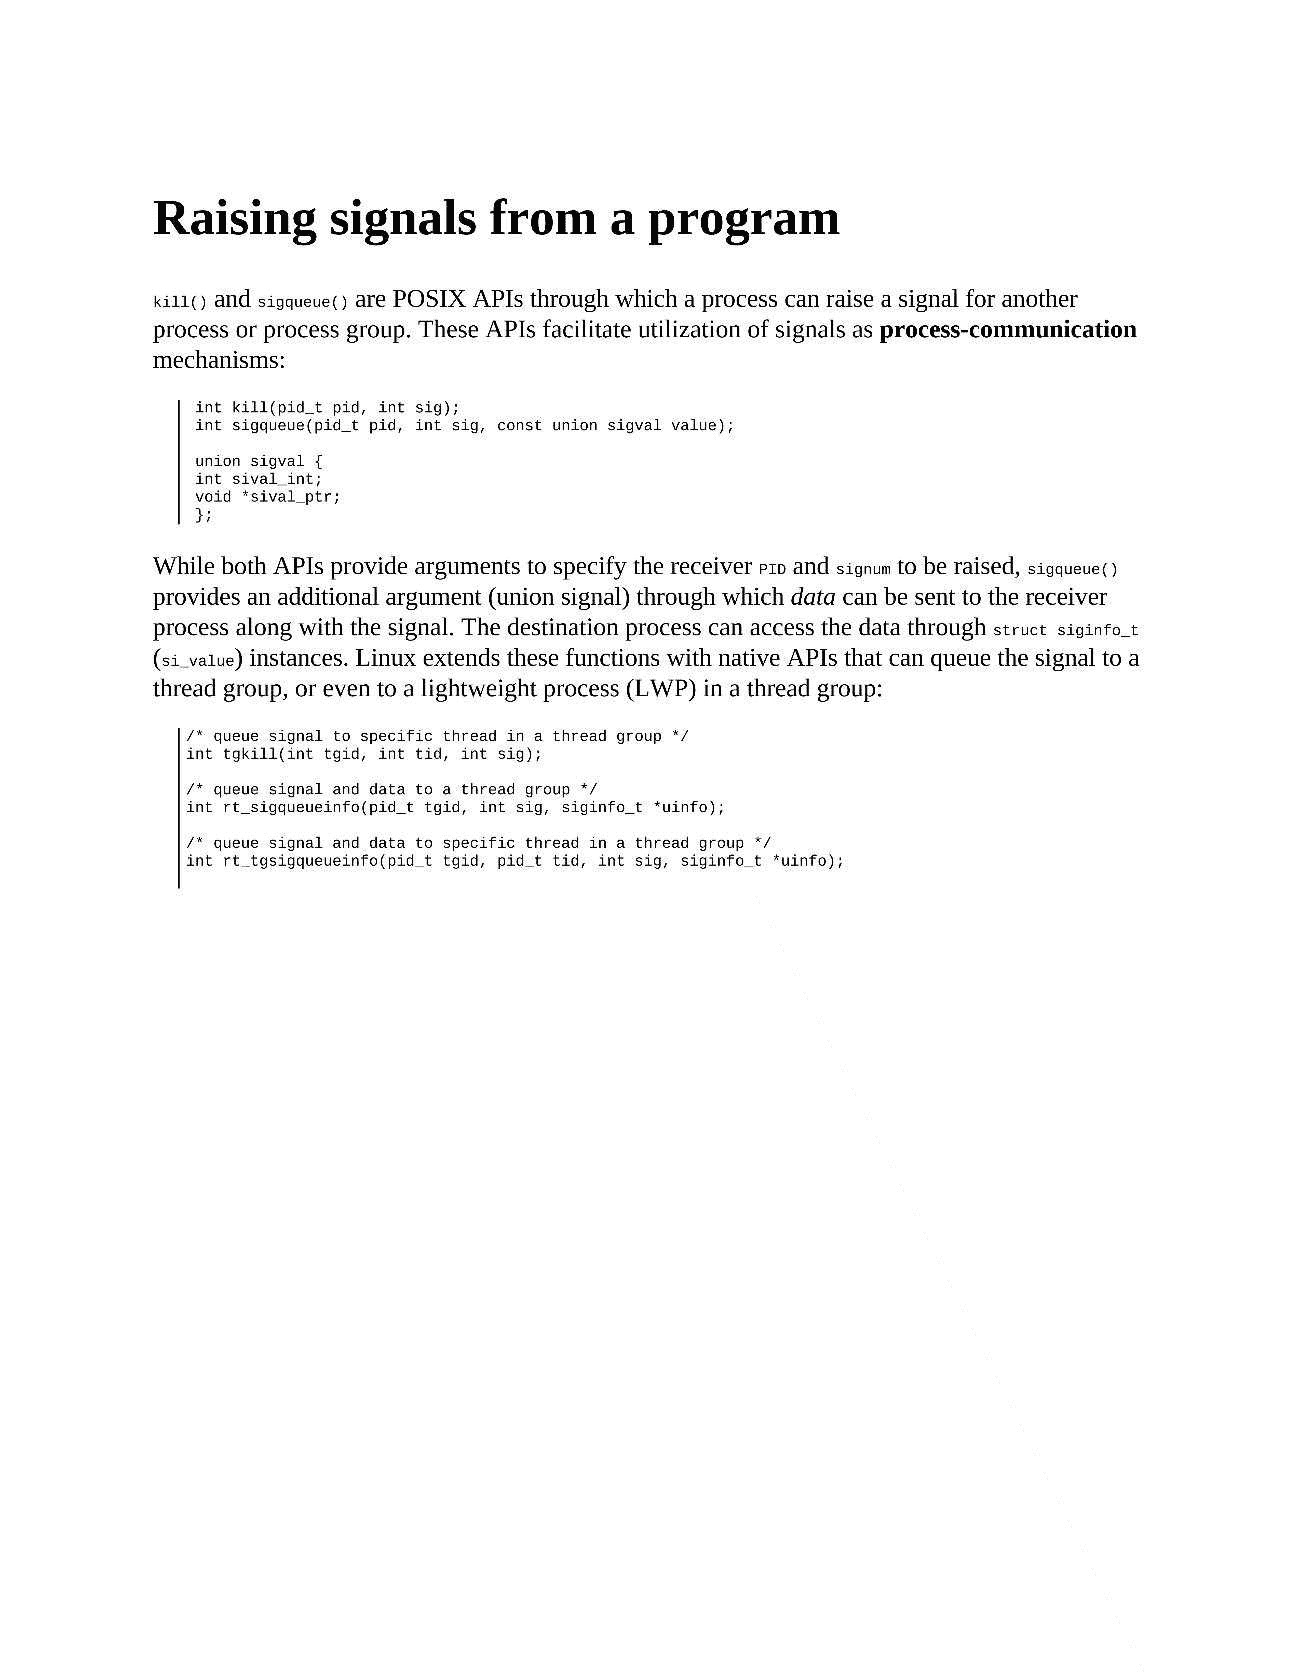 Raising signals from a program
kill() and sigqueue() are POSIX APIs through which a process can raise a signal for another
process or process group. These APIs facilitate utilization of signals as process-communication
mechanisms:
int kill(pid_t pid, int sig);
int sigqueue(pid_t pid, int sig, const union sigval value);
union sigval {
int sival_int;
void *sival_ptr;
};
While both APIs provide arguments to specify the receiver PID and signum to be raised, sigqueue()
provides an additional argument (union signal) through which data can be sent to the receiver
process along with the signal. The destination process can access the data through struct siginfo_t
(si_value) instances. Linux extends these functions with native APIs that can queue the signal to a
thread group, or even to a lightweight process (LWP) in a thread group:
/* queue signal to specific thread in a thread group */
int tgkill(int tgid, int tid, int sig);
/* queue signal and data to a thread group */
int rt_sigqueueinfo(pid_t tgid, int sig, siginfo_t *uinfo);
/* queue signal and data to specific thread in a thread group */
int rt_tgsigqueueinfo(pid_t tgid, pid_t tid, int sig, siginfo_t *uinfo);